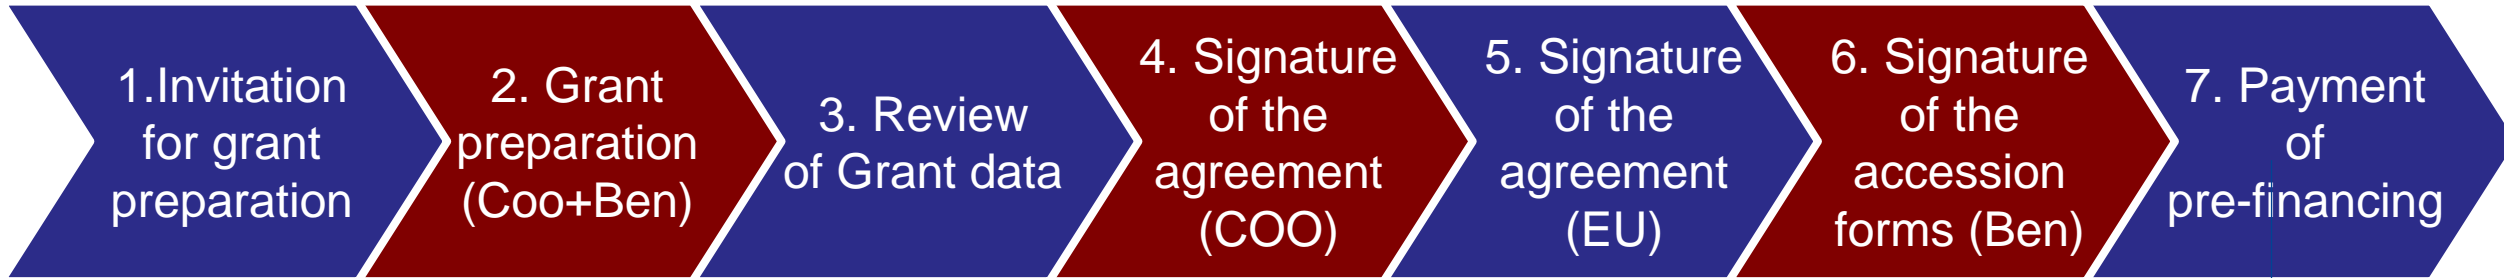 1.Invitation
for grant
preparation
2. Grant
preparation
(Coo+Ben)
3. Review
of Grant data
4. Signature
of the
agreement
(COO)
5. Signature
of the
agreement
(EU)
6. Signature
of the
accession
forms (Ben)
7. Payment
of
pre-financing